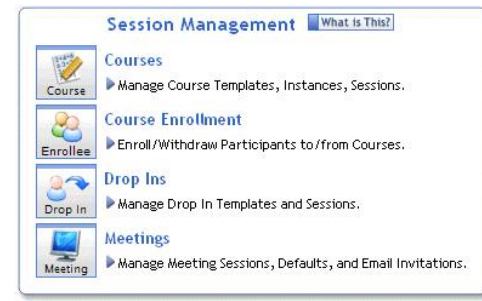 Session Management What is This?
Courses
Course
Manage Course Templates, Instances, Sessions.
Course Enrollment
Enrollee
Enroll/Withdraw Participants to/from Courses.
Drop Ins
Drop In
Manage Drop In Templates and Sessions.
Meetings
Meeting
Manage Meeting Sessions, Defaults, and Email Invitations.